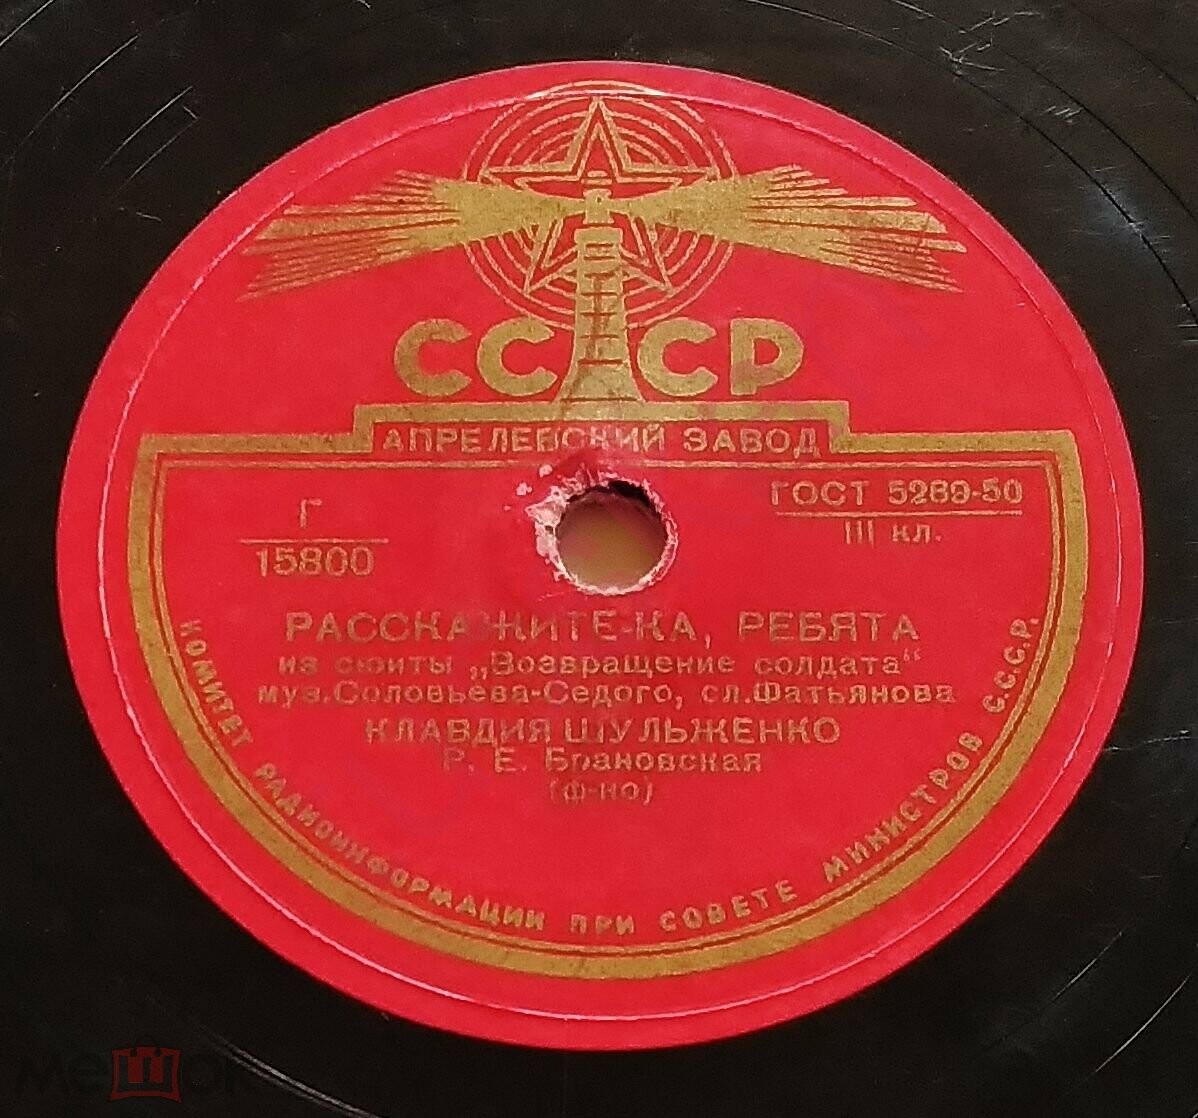 СССР
АПРЕЛЕВСКИЙ ЗАВОД
Г
15800
ГОСТ 5289-50
III кл.
РАССКАЖИТЕ-КА, РЕБЯТА
из сюиты „Возвращение солдата“
муз.Соловьева-Седого, сл.Фатьянова
КЛАВДИЯ ШУЛЬЖЕНКО
Р. Е. Брановская
(ф-но)
КОМИТЕТ РАДИОИНФОРМАЦИИ ПРИ СОВЕТЕ МИНИСТРОВ С.С.С.Р.
мешок